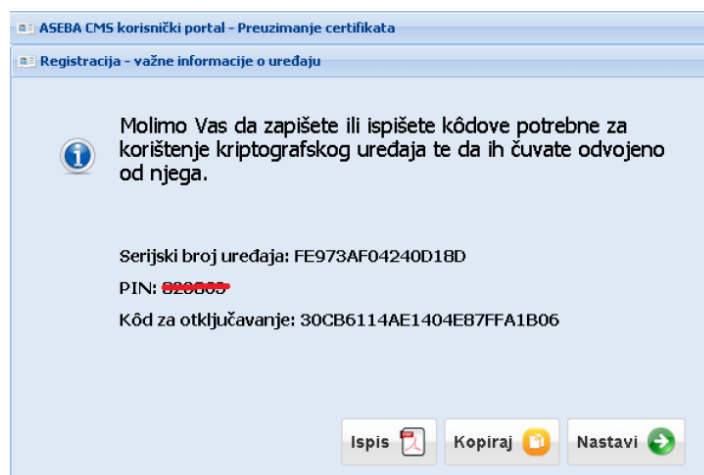 ASEBA CMS korisnički portal - Preuzimanje certifikata
Registracija - važne informacije o uređaju
Molimo Vas da zapišete ili ispišete kôdove potrebne za
korištenje kriptografskog uređaja te da ih čuvate odvojeno
od njega.
Serijski broj uređaja: FE973AF04240D18D
PIN:
Kôd za otključavanje: 30CB6114AE1404E87FFA1B06
Ispis
Kopiraj
Nastavi